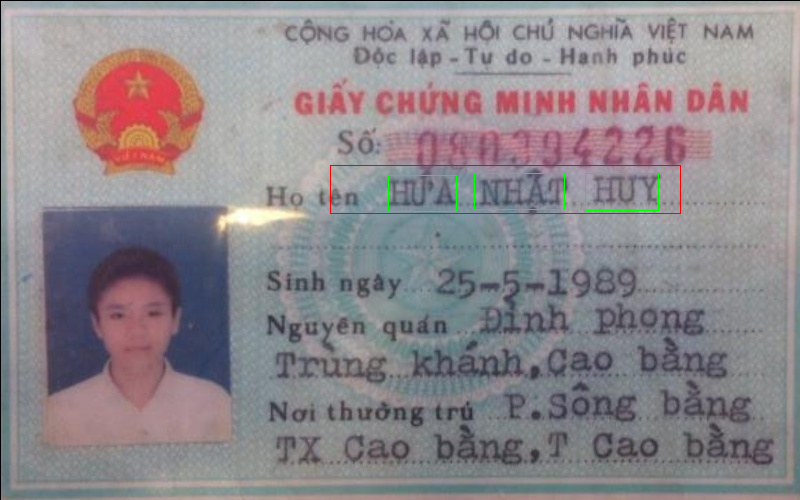 CỘNG HÒA XÃ HỘI CHỦ NGHĨA VIỆT NAM
Độc lập - Tự do - Hạnh phúc
GIẤY CHỨNG MINH NHÂN DÂN
Số: 080394226
Họ tên HỨA NHẬT HUY
Sinh ngày 25-5-1989
Nguyên quán Đình phong
Trùng khánh, Cao bằng
Nơi thường trú P. Sông bằng
TX Cao bằng, T Cao bằng
VIỆT NAM